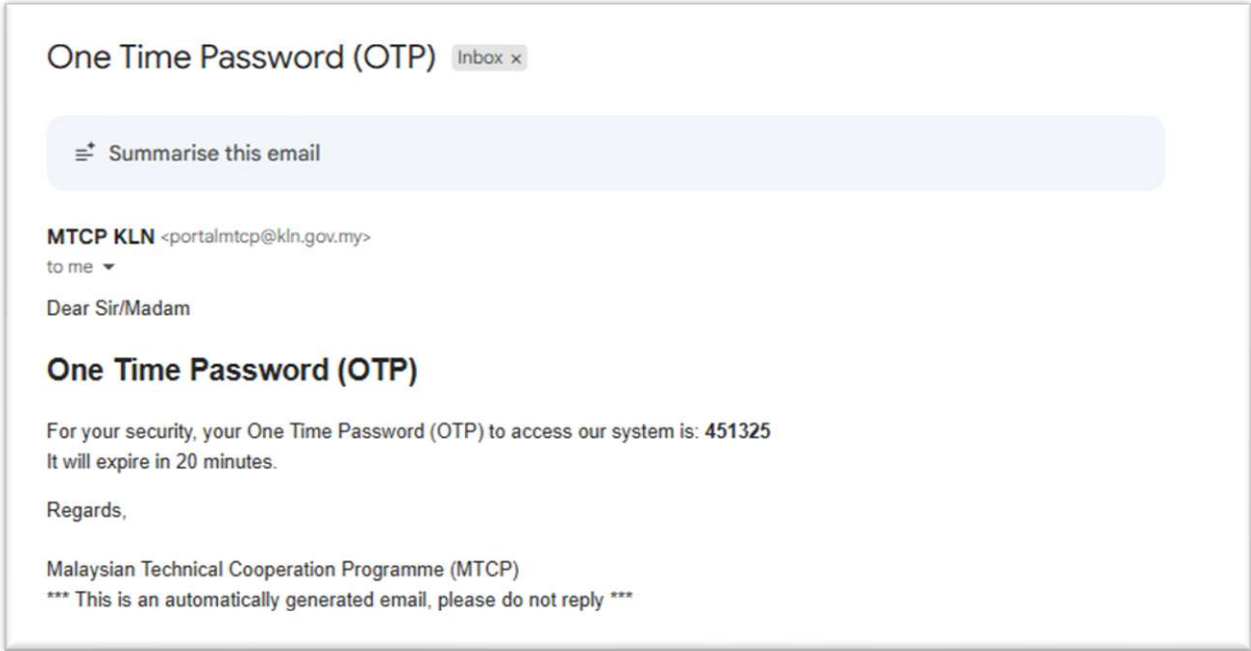 One Time Password (OTP) Inbox ×
Summarise this email
MTCP KLN <portalmtcp@kln.gov.my>
to me
Dear Sir/Madam
One Time Password (OTP)
For your security, your One Time Password (OTP) to access our system is: 451325
It will expire in 20 minutes.
Regards,
Malaysian Technical Cooperation Programme (MTCP)
*** This is an automatically generated email, please do not reply ***